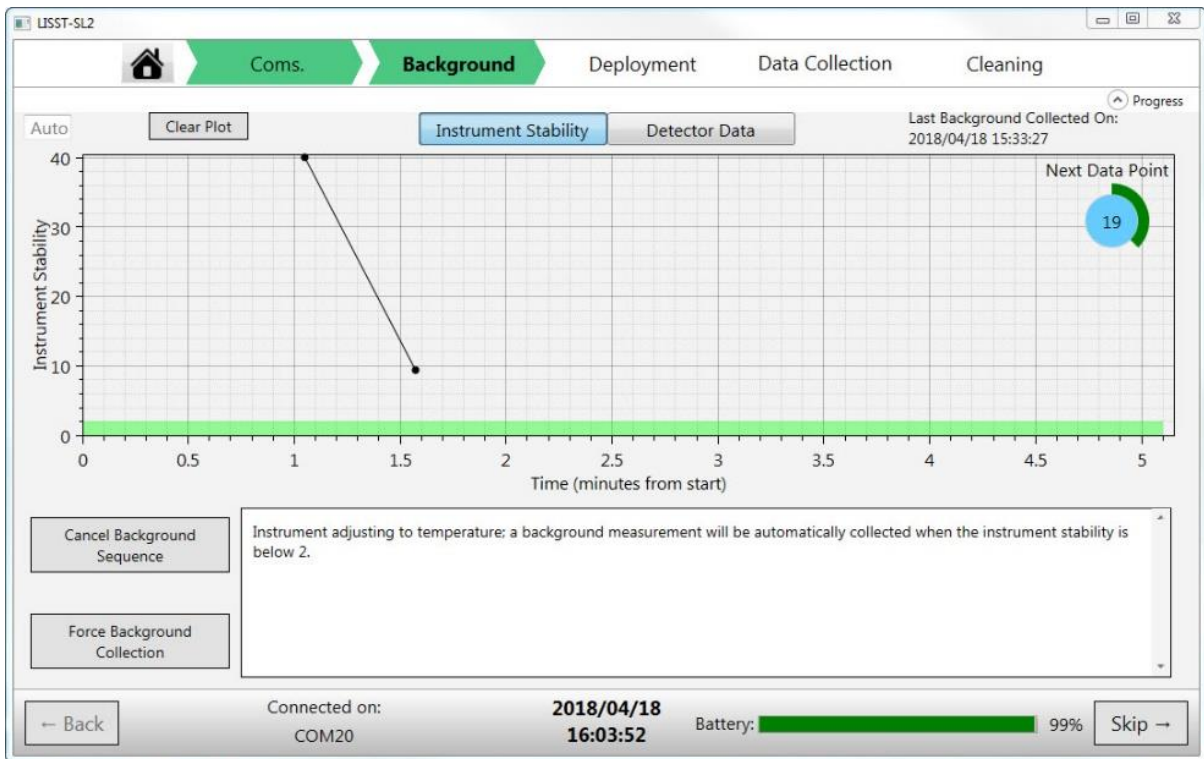 LISST-SL2
Coms.
Background
Deployment
Data Collection
Cleaning
Progress
Auto
Clear Plot
Instrument Stability
Detector Data
Last Background Collected On:
2018/04/18 15:33:27
Next Data Point
19
Instrument Stability
40
30
20
10
0
0
0.5
1
1.5
2
2.5
3
3.5
4
4.5
5
Time (minutes from start)
Cancel Background
Sequence
Force Background
Collection
Instrument adjusting to temperature; a background measurement will be automatically collected when the instrument stability is
below 2.
← Back
Connected on:
COM20
2018/04/18
16:03:52
Battery:
99%
Skip →